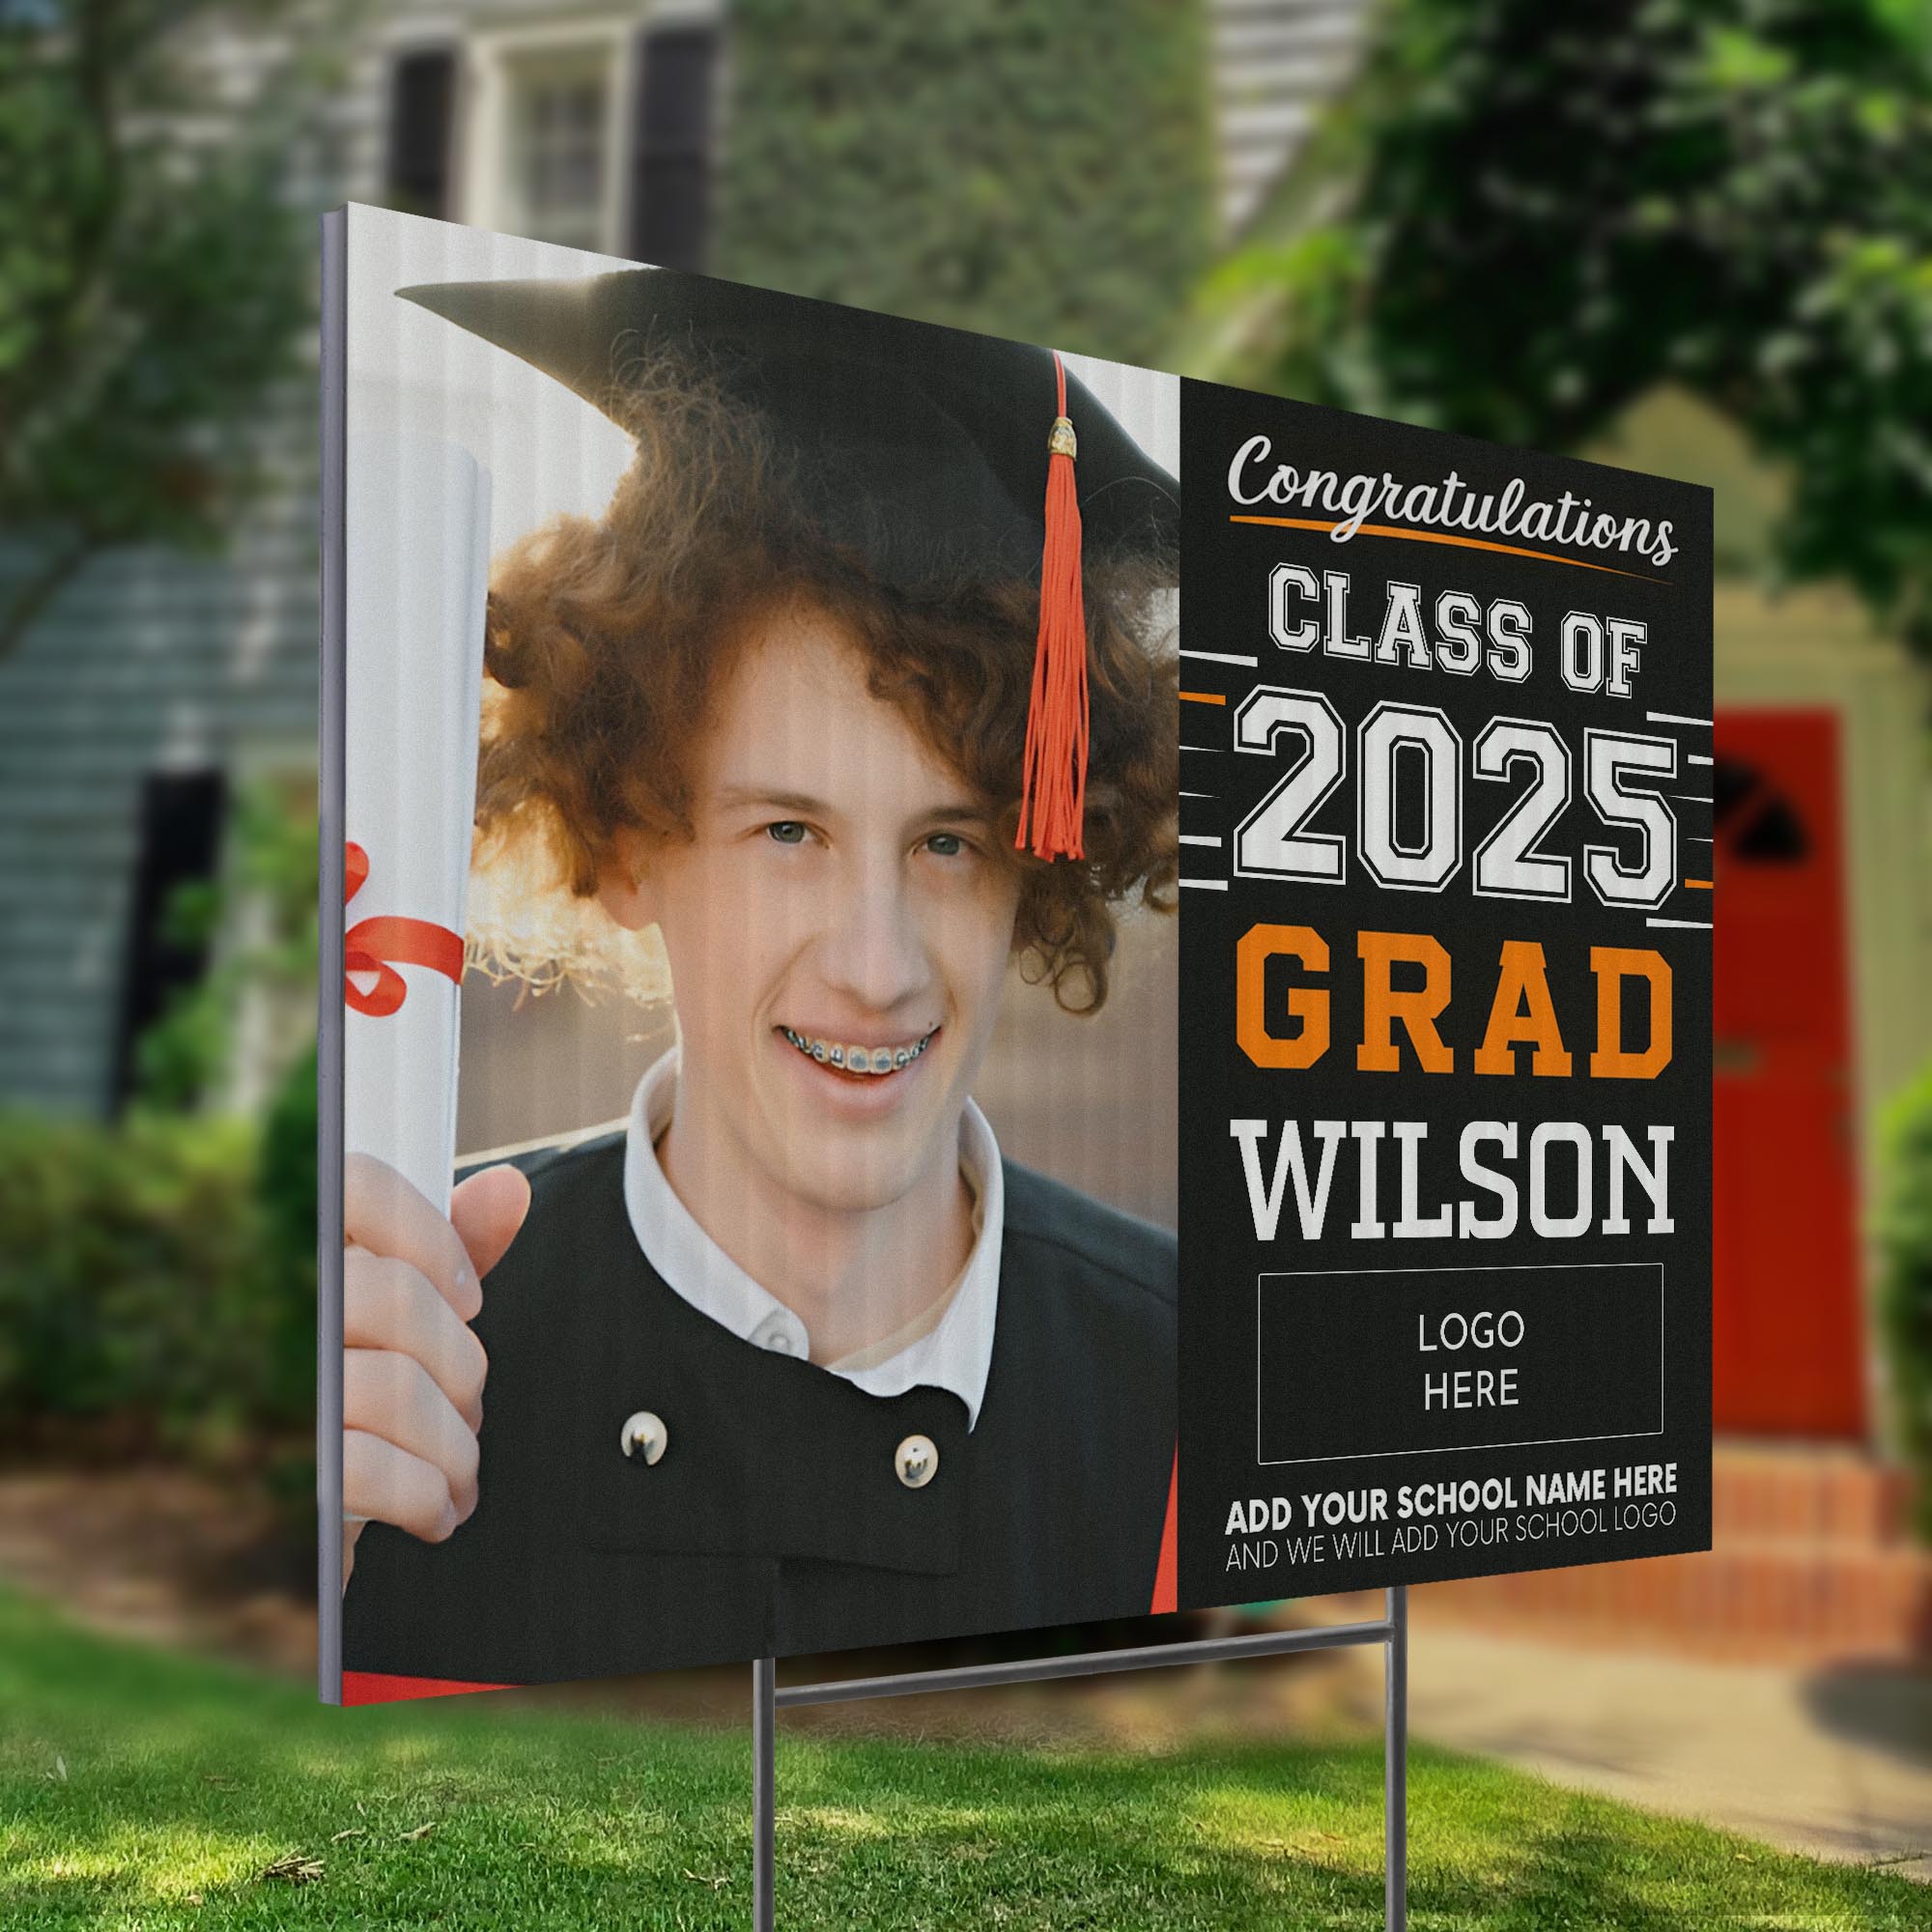 Congratulations
CLASS OF
2025
GRAD
WILSON
LOGO
HERE
ADD YOUR SCHOOL NAME HERE
AND WE WILL ADD YOUR SCHOOL LOGO